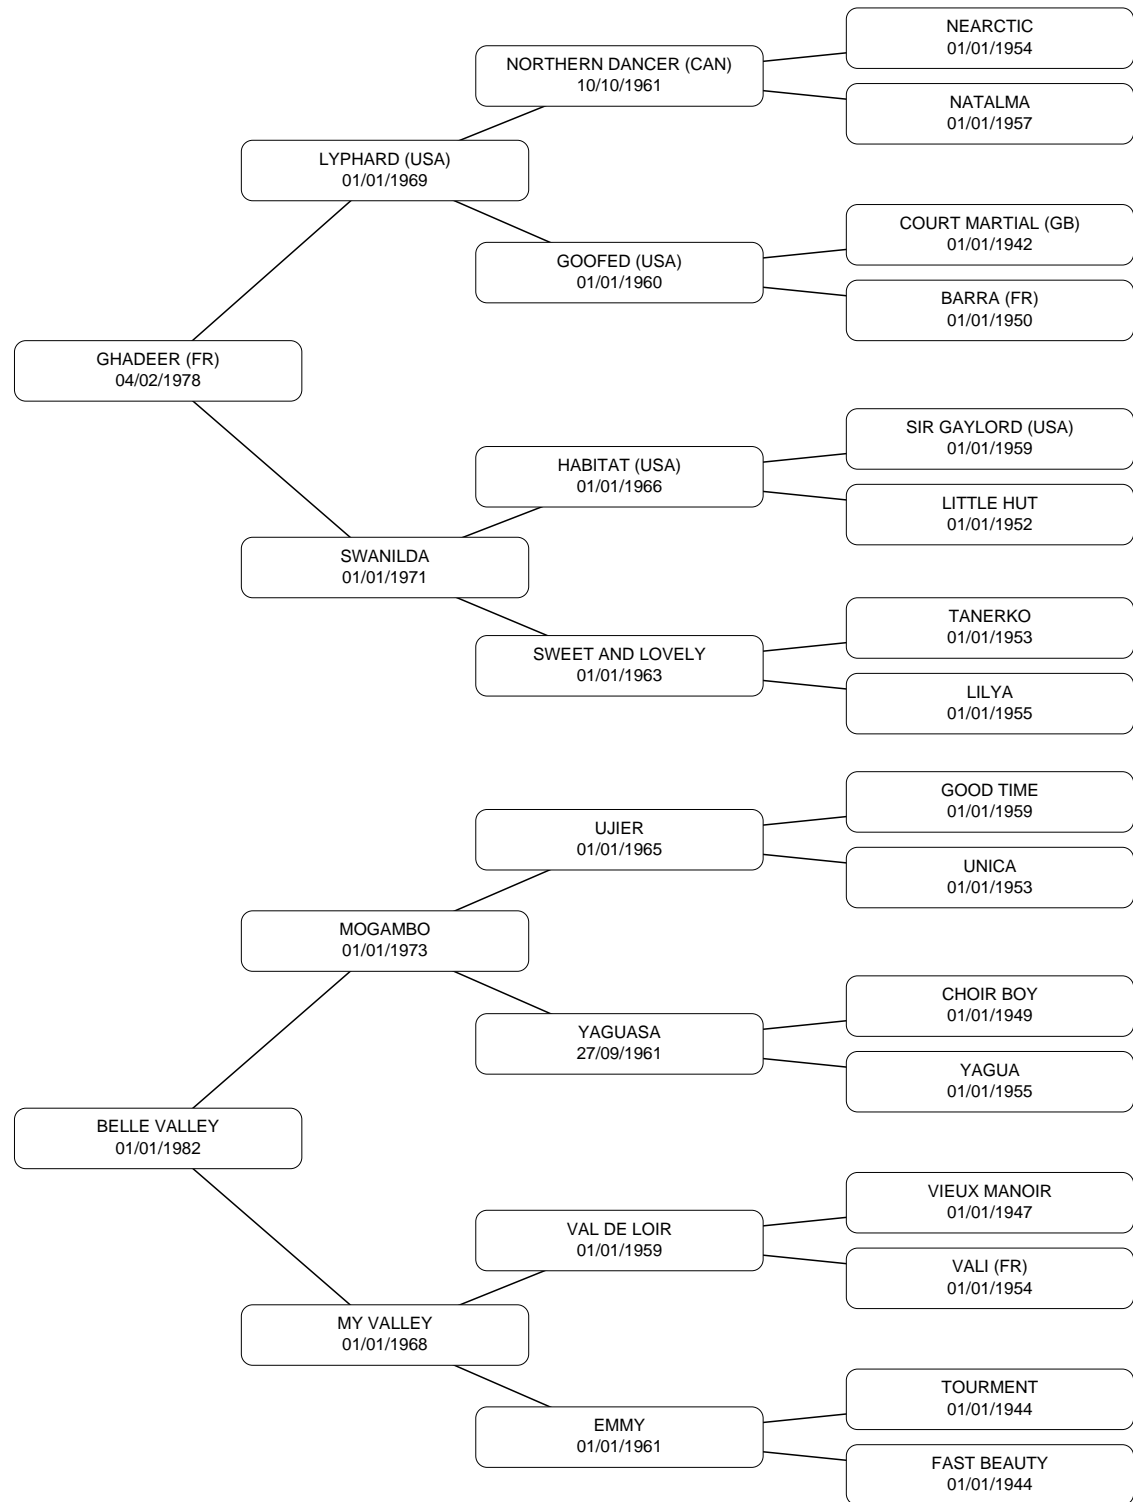 NEARCTIC
01/01/1954
NORTHERN DANCER (CAN)
10/10/1961
NATALMA
01/01/1957
LYPHARD (USA)
01/01/1969
COURT MARTIAL (GB)
01/01/1942
GOOFED (USA)
01/01/1960
BARRA (FR)
01/01/1950
GHADEER (FR)
04/02/1978
SIR GAYLORD (USA)
01/01/1959
HABITAT (USA)
01/01/1966
LITTLE HUT
01/01/1952
SWANILDA
01/01/1971
TANERKO
01/01/1953
SWEET AND LOVELY
01/01/1963
LILYA
01/01/1955
GOOD TIME
01/01/1959
UJIER
01/01/1965
UNICA
01/01/1953
MOGAMBO
01/01/1973
CHOIR BOY
01/01/1949
YAGUASA
27/09/1961
YAGUA
01/01/1955
BELLE VALLEY
01/01/1982
VIEUX MANOIR
01/01/1947
VAL DE LOIR
01/01/1959
VALI (FR)
01/01/1954
MY VALLEY
01/01/1968
TOURMENT
01/01/1944
EMMY
01/01/1961
FAST BEAUTY
01/01/1944